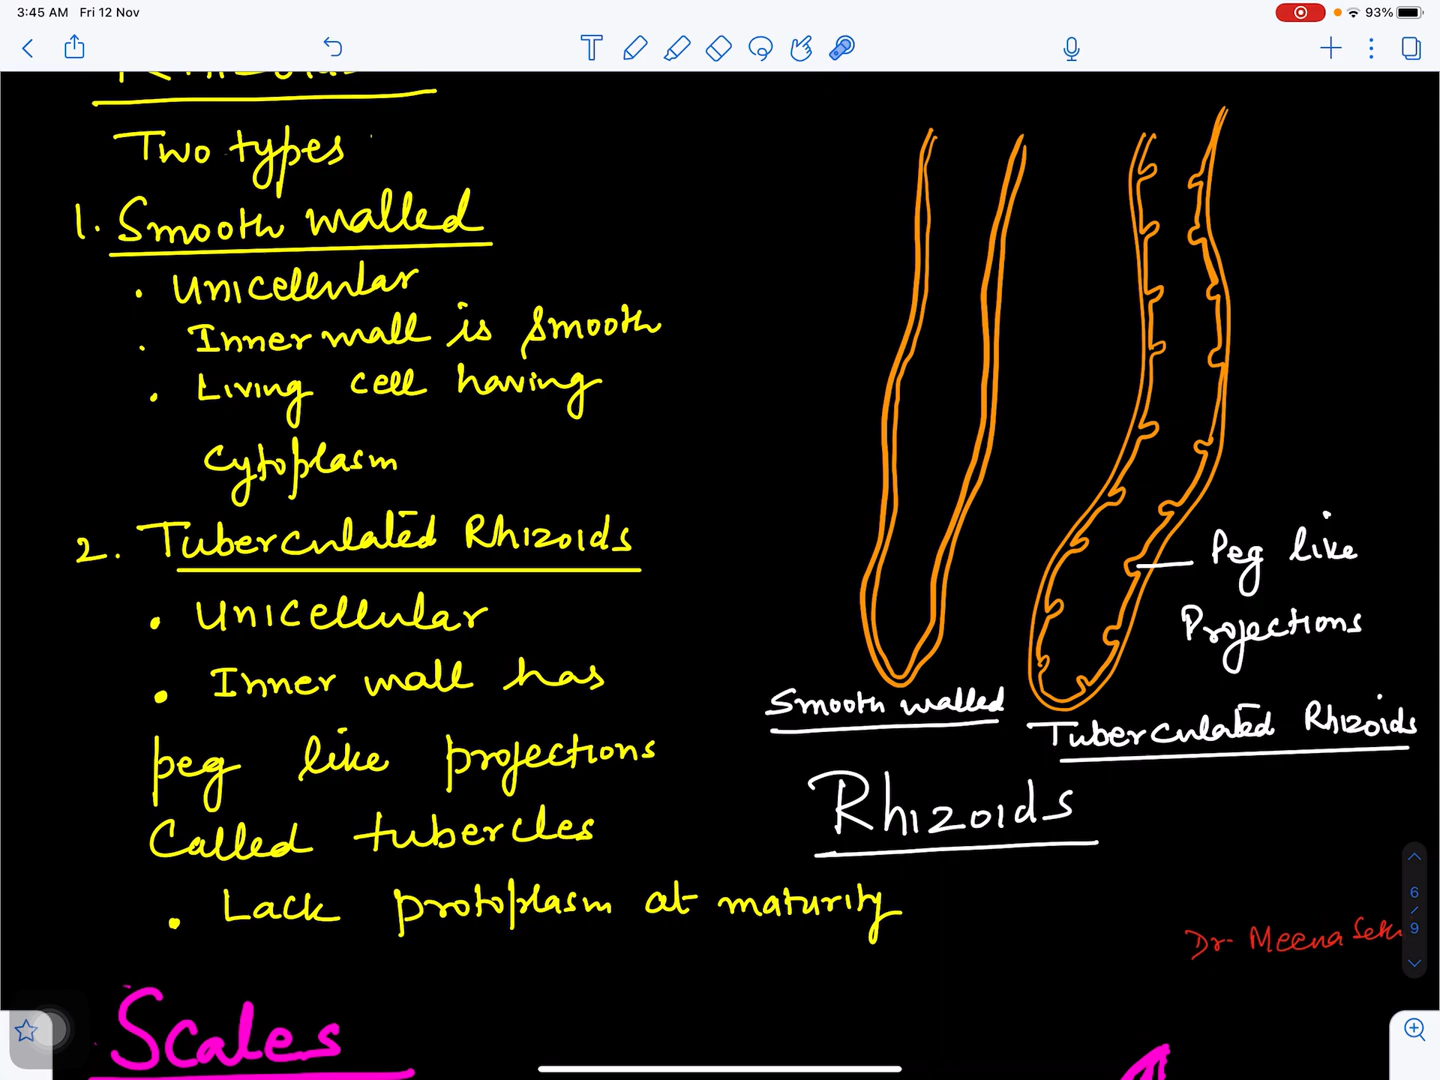 3:45 AM Fri 12 Nov
93%
Rhizoids
Two types
1. Smooth walled
• Unicellular
• Inner wall is smooth
• Living cell having
Cytoplasm
2. Tuberculated Rhizoids
• Unicellular
• Inner wall has
peg like projections
Called tubercles
• Lack protoplasm at maturity
Scales
Peg like
Projections
Smooth walled
Tuberculated Rhizoids
Rhizoids
Dr- Meena
6
/
9